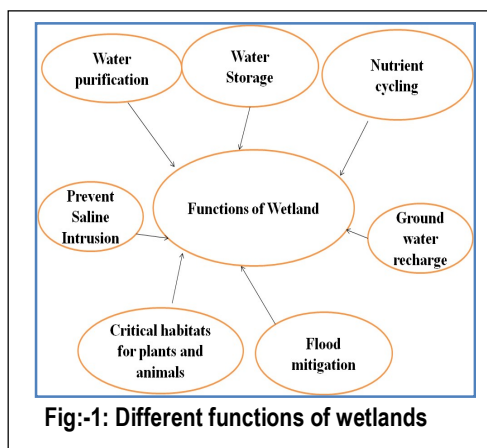 Water
purification
Water
Storage
Nutrient
cycling
Functions of Wetland
Prevent
Saline
Intrusion
Ground
water
recharge
Critical habitats
for plants and
animals
Flood
mitigation
Fig:-1: Different functions of wetlands